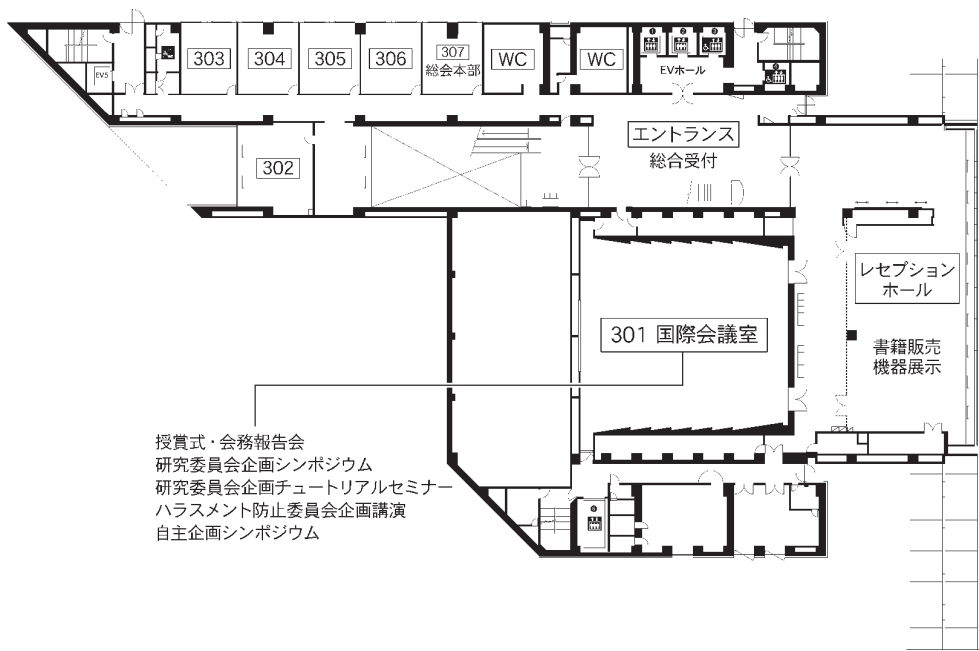 303
304
305
306
307
総会本部
WC
WC
EVホール
EV5
302
エントランス
総合受付
レセプション
ホール
書籍販売
機器展示
301 国際会議室
授賞式・会務報告会
研究委員会企画シンポジウム
研究委員会企画チュートリアルセミナー
ハラスメント防止委員会企画講演
自主企画シンポジウム